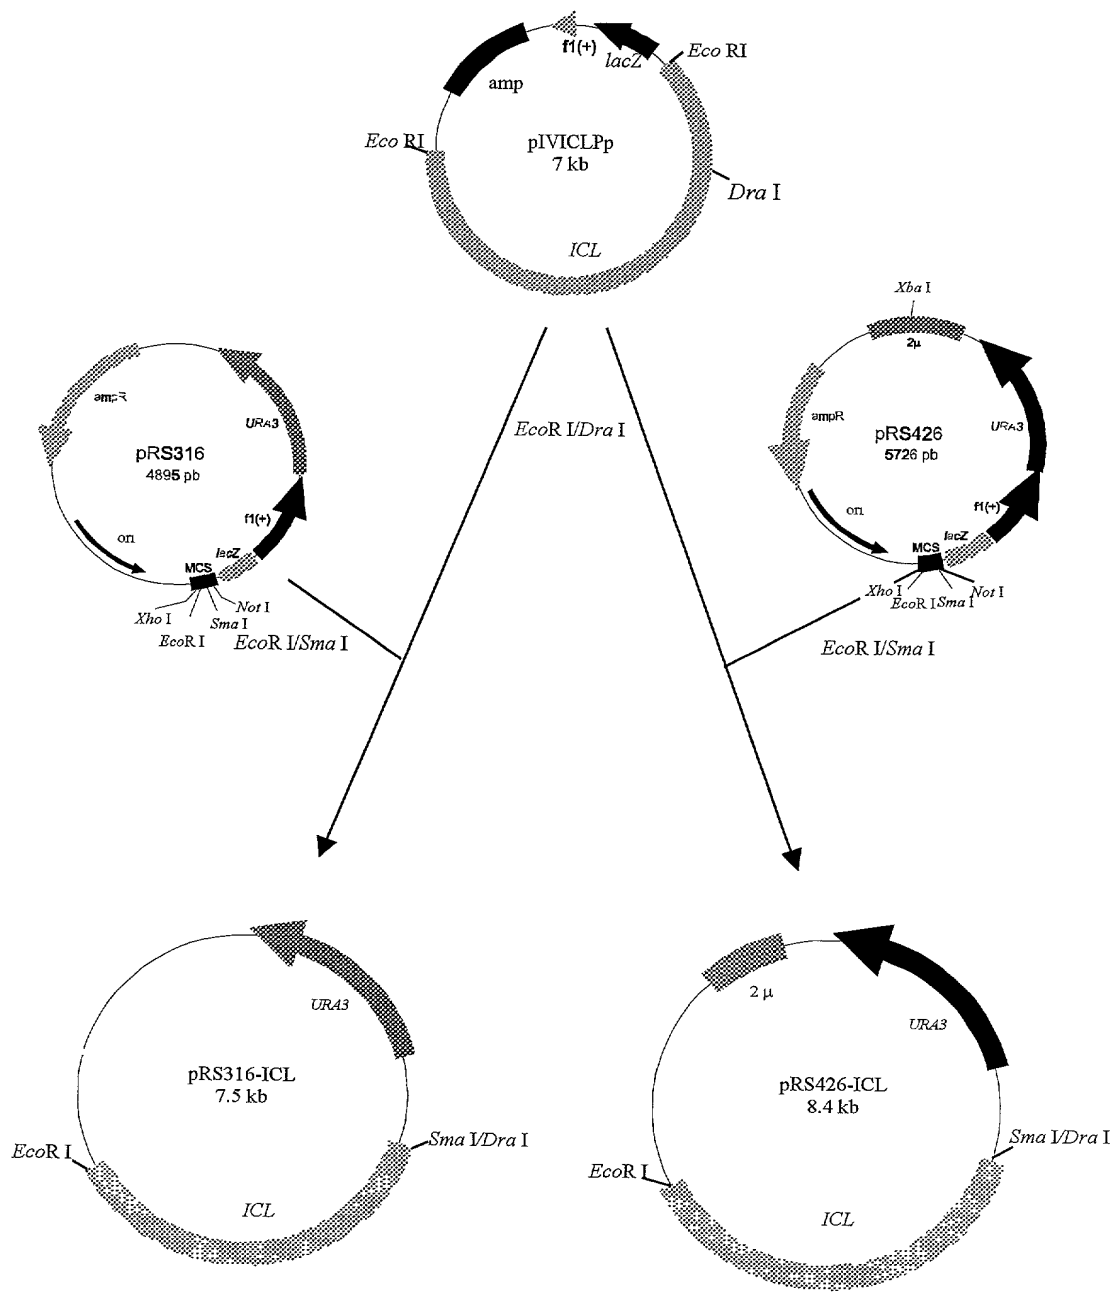 f1(+)
lacZ
Eco RI
amp
Eco RI
pIVICLPp
7 kb
Dra I
ICL
Xba I
2µ
ampR
URA3
pRS316
4895 pb
f1(+)
ori
lacZ
MCS
Xho I
Not I
EcoR I
Sma I
EcoR I/Sma I
EcoR I/Dra I
ampR
URA3
pRS426
5726 pb
f1(+)
ori
lacZ
MCS
Xho I
EcoR I
Sma I
Not I
EcoR I/Sma I
URA3
pRS316-ICL
7.5 kb
EcoR I
Sma I/Dra I
ICL
2 µ
URA3
pRS426-ICL
8.4 kb
EcoR I
Sma I/Dra I
ICL